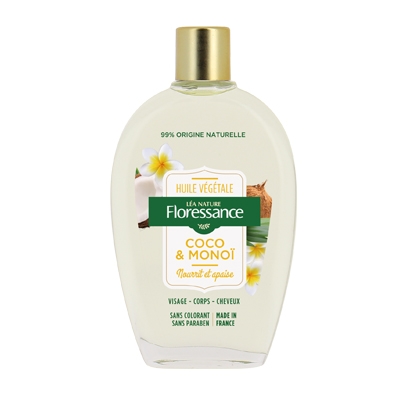 99% ORIGINE NATURELLE
HUILE VÉGÉTALE
LÉA NATURE
Floressance
COCO
& MONOÏ
Nourrit et apaise
VISAGE - CORPS - CHEVEUX
SANS COLORANT | MADE IN
SANS PARABEN | FRANCE